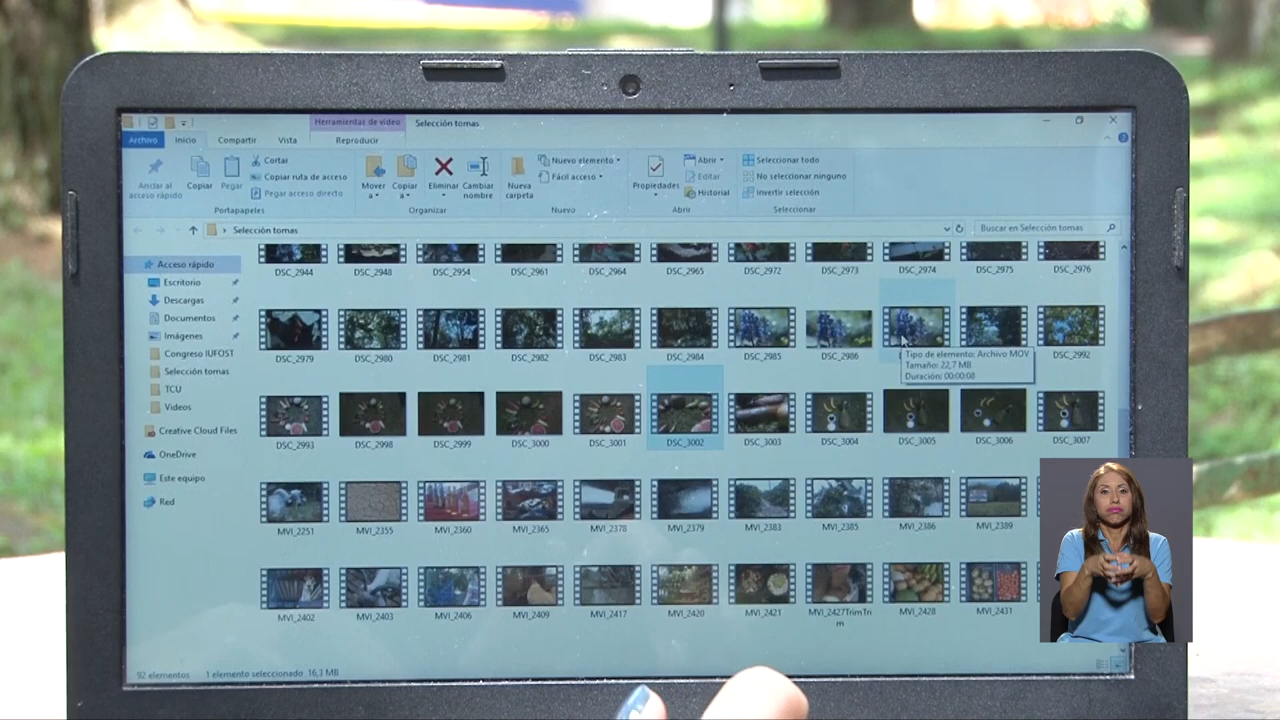 Herramientas de vídeo Selección tomas
Archivo Inicio Compartir Vista Reproducir
Anclar al acceso rápido
Copiar
Pegar
Cortar
Copiar ruta de acceso
Pegar acceso directo
Portapapeles
Mover a
Copiar a
Eliminar
Cambiar nombre
Organizar
Nueva carpeta
Nuevo elemento
Fácil acceso
Nuevo
Propiedades
Abrir
Editar
Historial
Abrir
Seleccionar todo
No seleccionar ninguno
Invertir selección
Seleccionar
Selección tomas
Buscar en Selección tomas
Acceso rápido
Escritorio
Descargas
Documentos
Imágenes
Congreso IUFOST
Selección tomas
TCU
Videos
Creative Cloud Files
OneDrive
Este equipo
Red
DSC_2944 DSC_2948 DSC_2954 DSC_2961 DSC_2964 DSC_2965 DSC_2972 DSC_2973 DSC_2974 DSC_2975 DSC_2976
DSC_2979 DSC_2980 DSC_2981 DSC_2982 DSC_2983 DSC_2984 DSC_2985 DSC_2986 DSC_2992
Tipo de elemento: Archivo MOV
Tamaño: 22,7 MB
Duración: 00:00:08
DSC_2993 DSC_2998 DSC_2999 DSC_3000 DSC_3001 DSC_3002 DSC_3003 DSC_3004 DSC_3005 DSC_3006 DSC_3007
MVI_2251 MVI_2355 MVI_2360 MVI_2365 MVI_2378 MVI_2379 MVI_2383 MVI_2385 MVI_2386 MVI_2389
MVI_2402 MVI_2403 MVI_2406 MVI_2409 MVI_2417 MVI_2420 MVI_2421 MVI_2427TrimTrim MVI_2428 MVI_2431
92 elementos 1 elemento seleccionado 16,3 MB